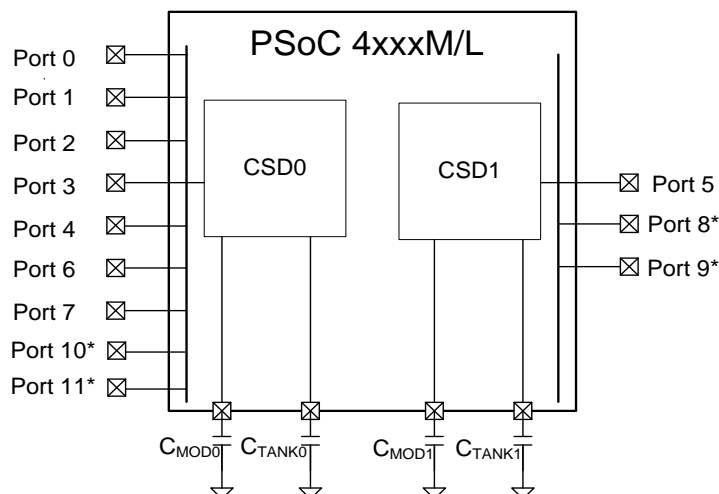 PSoC 4xxxM/L
Port 0
Port 1
Port 2
Port 3
Port 4
Port 6
Port 7
Port 10*
Port 11*
CSD0
CSD1
Port 5
Port 8*
Port 9*
CMOD0
CTANK0
CMOD1
CTANK1